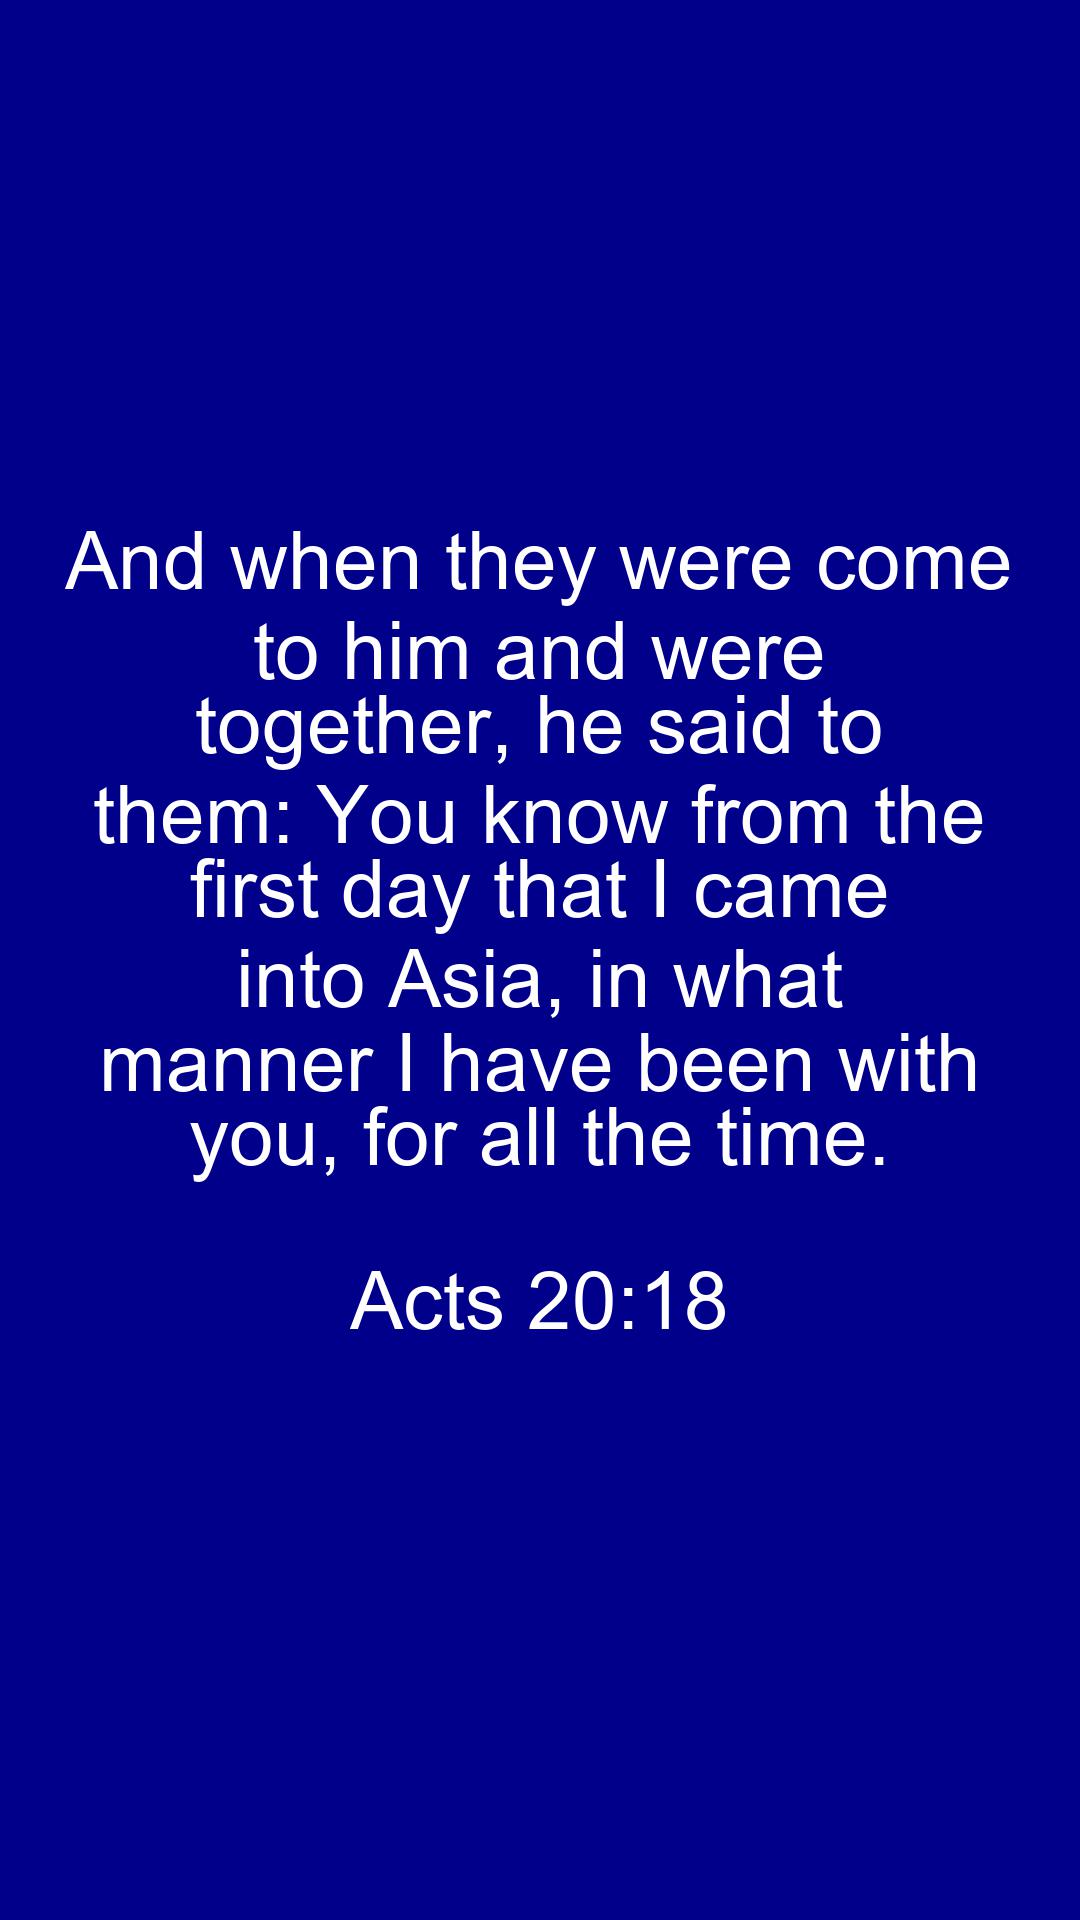 And when they were come
to him and were
together, he said to
them: You know from the
first day that I came
into Asia, in what
manner I have been with
you, for all the time.
Acts 20:18